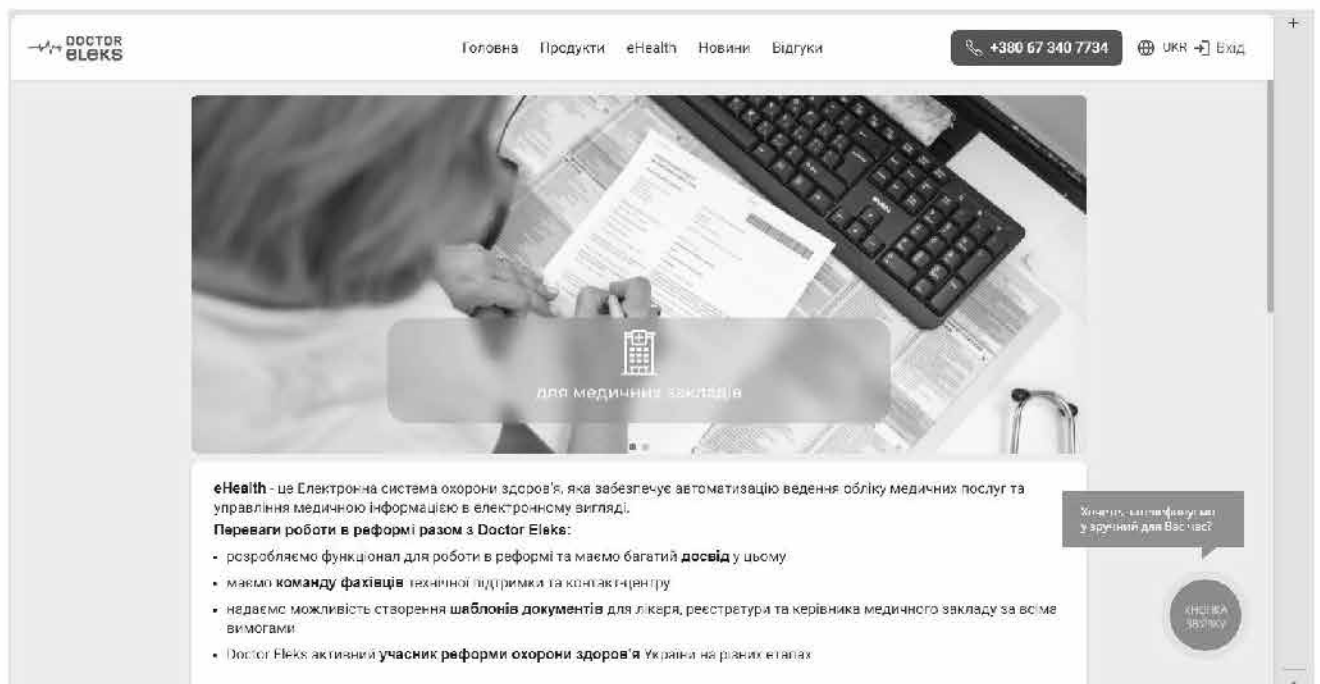 DOCTOR
ELEKS
Головна Продукти eHealth Новини Відгуки
+380 67 340 7734 UKR Вхід
для медичних закладів
eHealth - це Електронна система охорони здоров'я, яка забезпечує автоматизацію ведення обліку медичних послуг та
управління медичною інформацією в електронному вигляді.
Переваги роботи в реформі разом з Doctor Eleks:
• розробляємо функціонал для роботи в реформі та маємо багатий досвід у цьому
• маємо команду фахівців технічної підтримки та контакт-центру
• надаємо можливість створення шаблонів документів для лікаря, реєстратури та керівника медичного закладу за всіма
вимогами
• Doctor Eleks активний учасник реформи охорони здоров'я України на різних етапах
Хочете,
у зручний для Вас час?
КНОПКА
ЗВ'ЯЗКУ